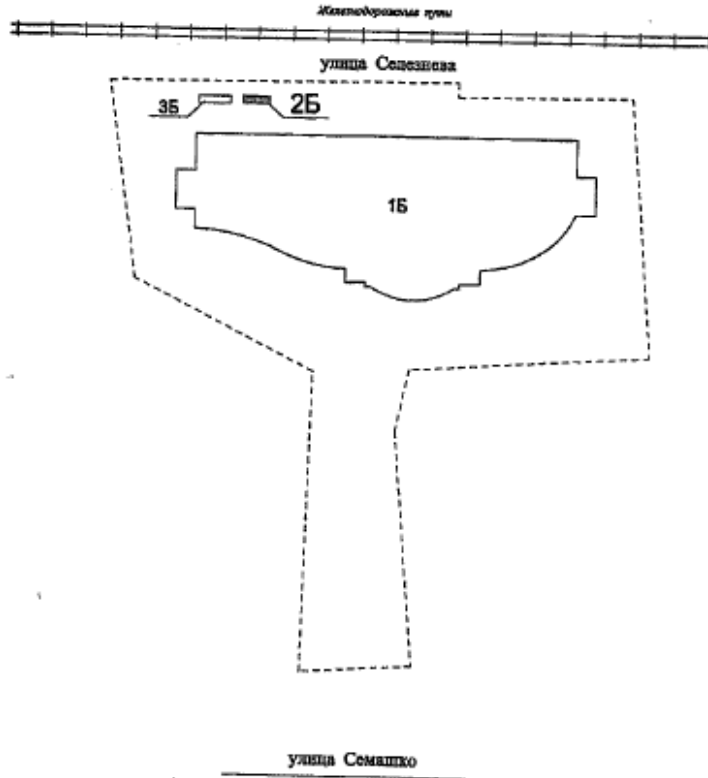 Железнодорожные пути
улица Селезнева
3Б
2Б
1Б
улица Семашко